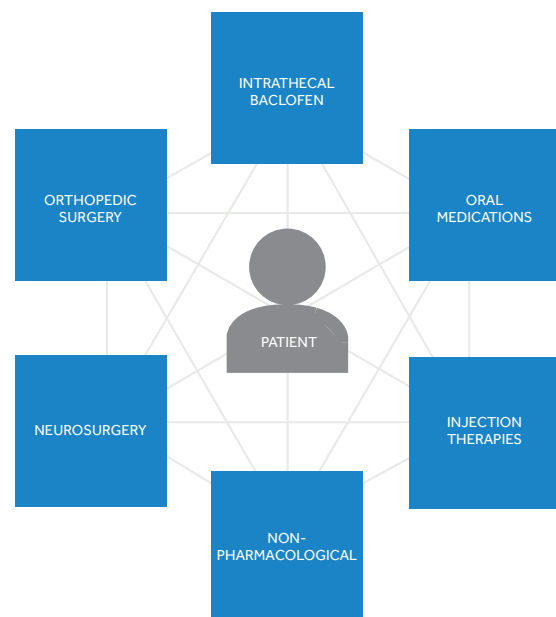 INTRATHECAL
BACLOFEN
ORTHOPEDIC
SURGERY
ORAL
MEDICATIONS
PATIENT
NEUROSURGERY
INJECTION
THERAPIES
NON-
PHARMACOLOGICAL